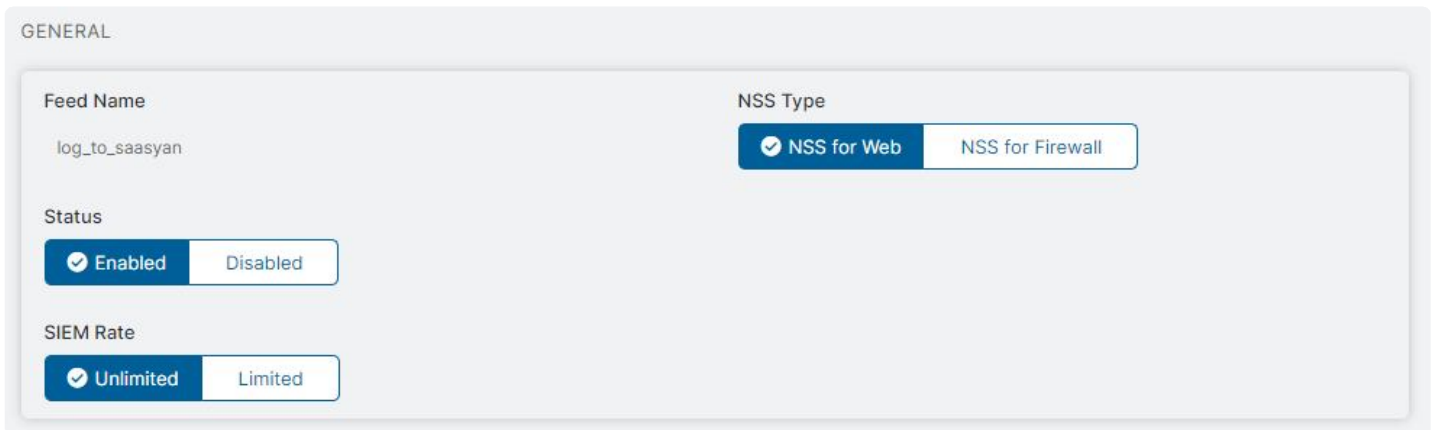 GENERAL
Feed Name
log_to_saasyan
NSS Type
NSS for Web
NSS for Firewall
Status
Enabled
Disabled
SIEM Rate
Unlimited
Limited